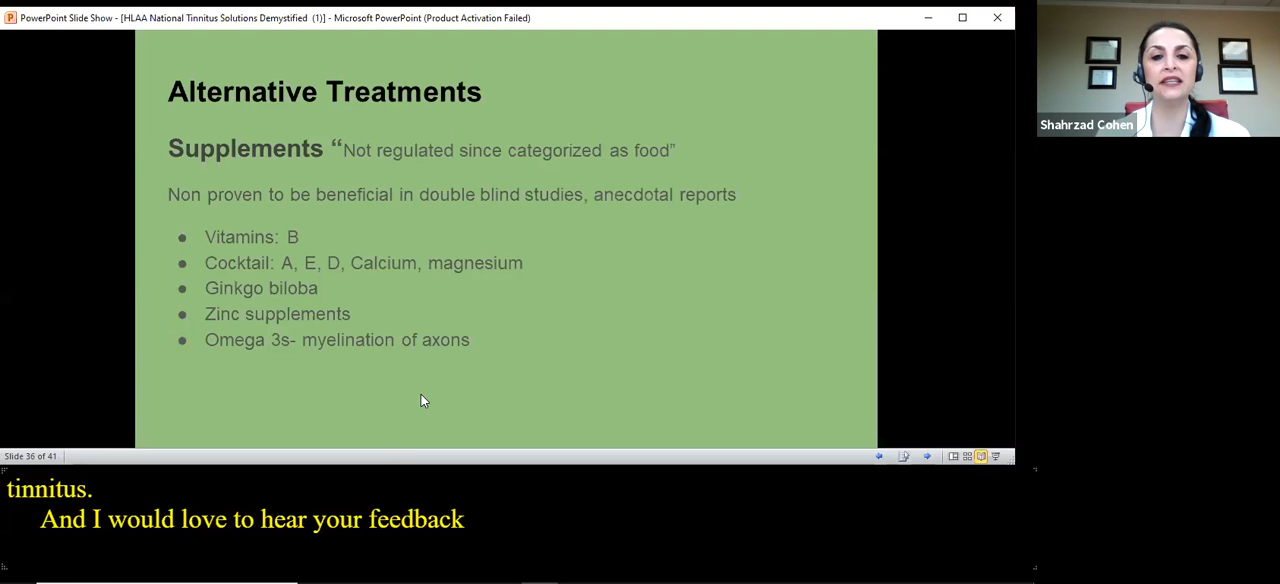 PowerPoint Slide Show - [HLAA National Tinnitus Solutions Demystified (1)] - Microsoft PowerPoint (Product Activation Failed)
Alternative Treatments
Supplements “Not regulated since categorized as food”
Non proven to be beneficial in double blind studies, anecdotal reports
● Vitamins: B
● Cocktail: A, E, D, Calcium, magnesium
● Ginkgo biloba
● Zinc supplements
● Omega 3s- myelination of axons
Slide 36 of 41
Shahrzad Cohen
tinnitus.
And I would love to hear your feedback